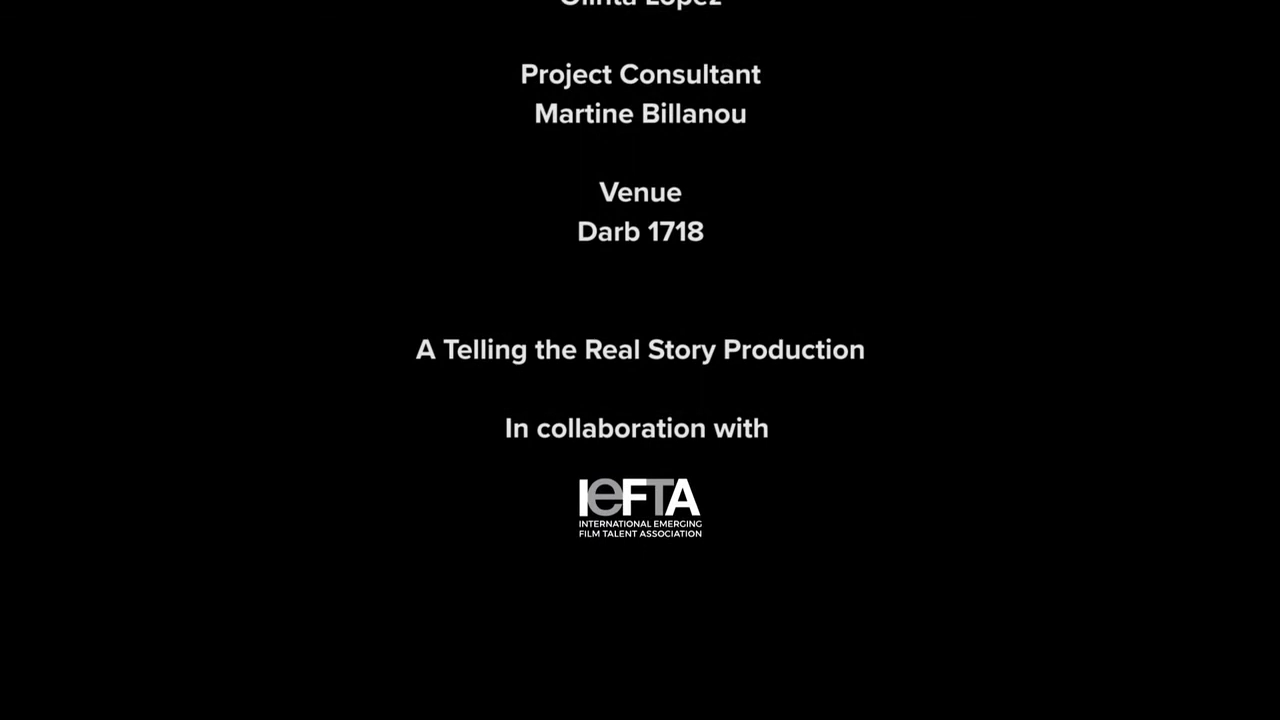 Project Consultant
Martine Billanou
Venue
Darb 1718
A Telling the Real Story Production
In collaboration with
IeFTA
INTERNATIONAL EMERGING
FILM TALENT ASSOCIATION